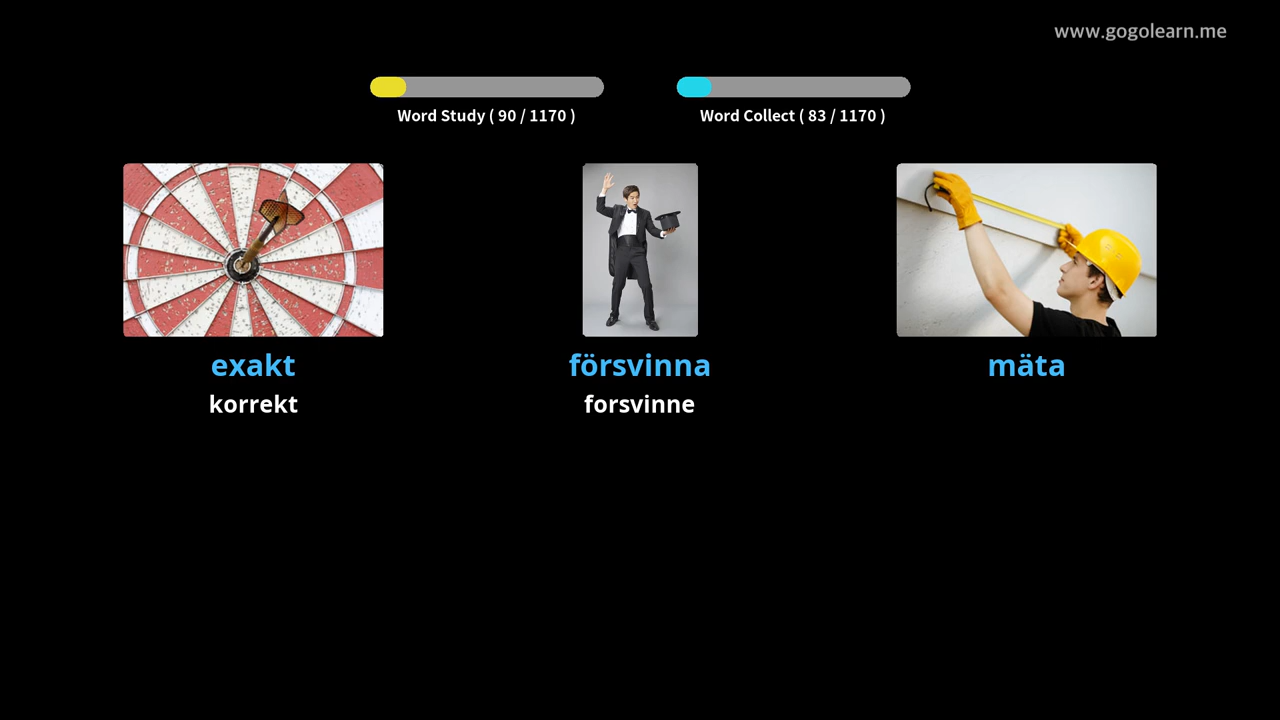 www.gogolearn.me
Word Study ( 90 / 1170 )
Word Collect ( 83 / 1170 )
exakt
försvinna
mäta
korrekt
forsvinne